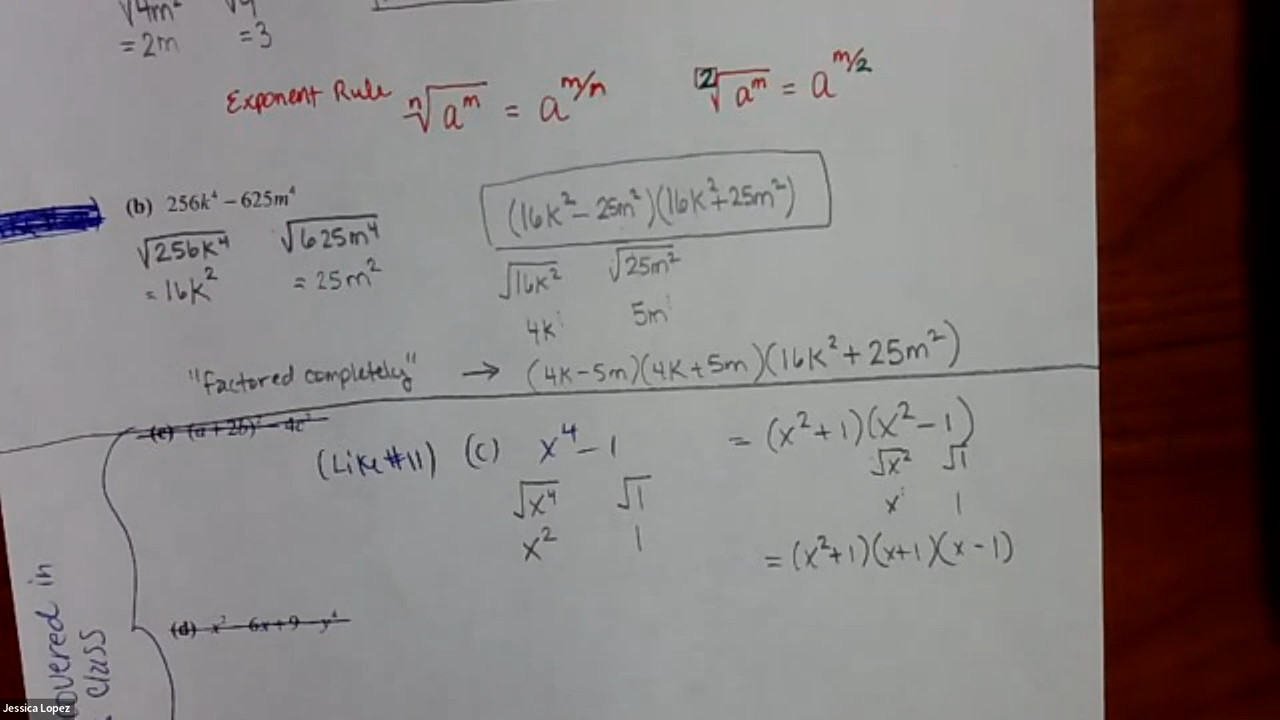 √4m² √9
= 2m = 3
Exponent Rule ⁿ√aᵐ = a^(m/n) ²√aᵐ = a^(m/2)
(b) 256k⁴ – 625m⁴ (16k² – 25m²)(16k² + 25m²)
√256k⁴ √625m⁴ √16k² √25m²
= 16k² = 25m² 4k 5m
"factored completely" → (4k – 5m)(4k + 5m)(16k² + 25m²)
(c) (a + 2b)² – 4c²
(Like #11) (c) x⁴ – 1 = (x² + 1)(x² – 1)
√x⁴ √1 √x² √1
x² 1 x 1
= (x² + 1)(x + 1)(x – 1)
(d) x² – 6x + 9 – y⁴
covered in
class
Jessica Lopez